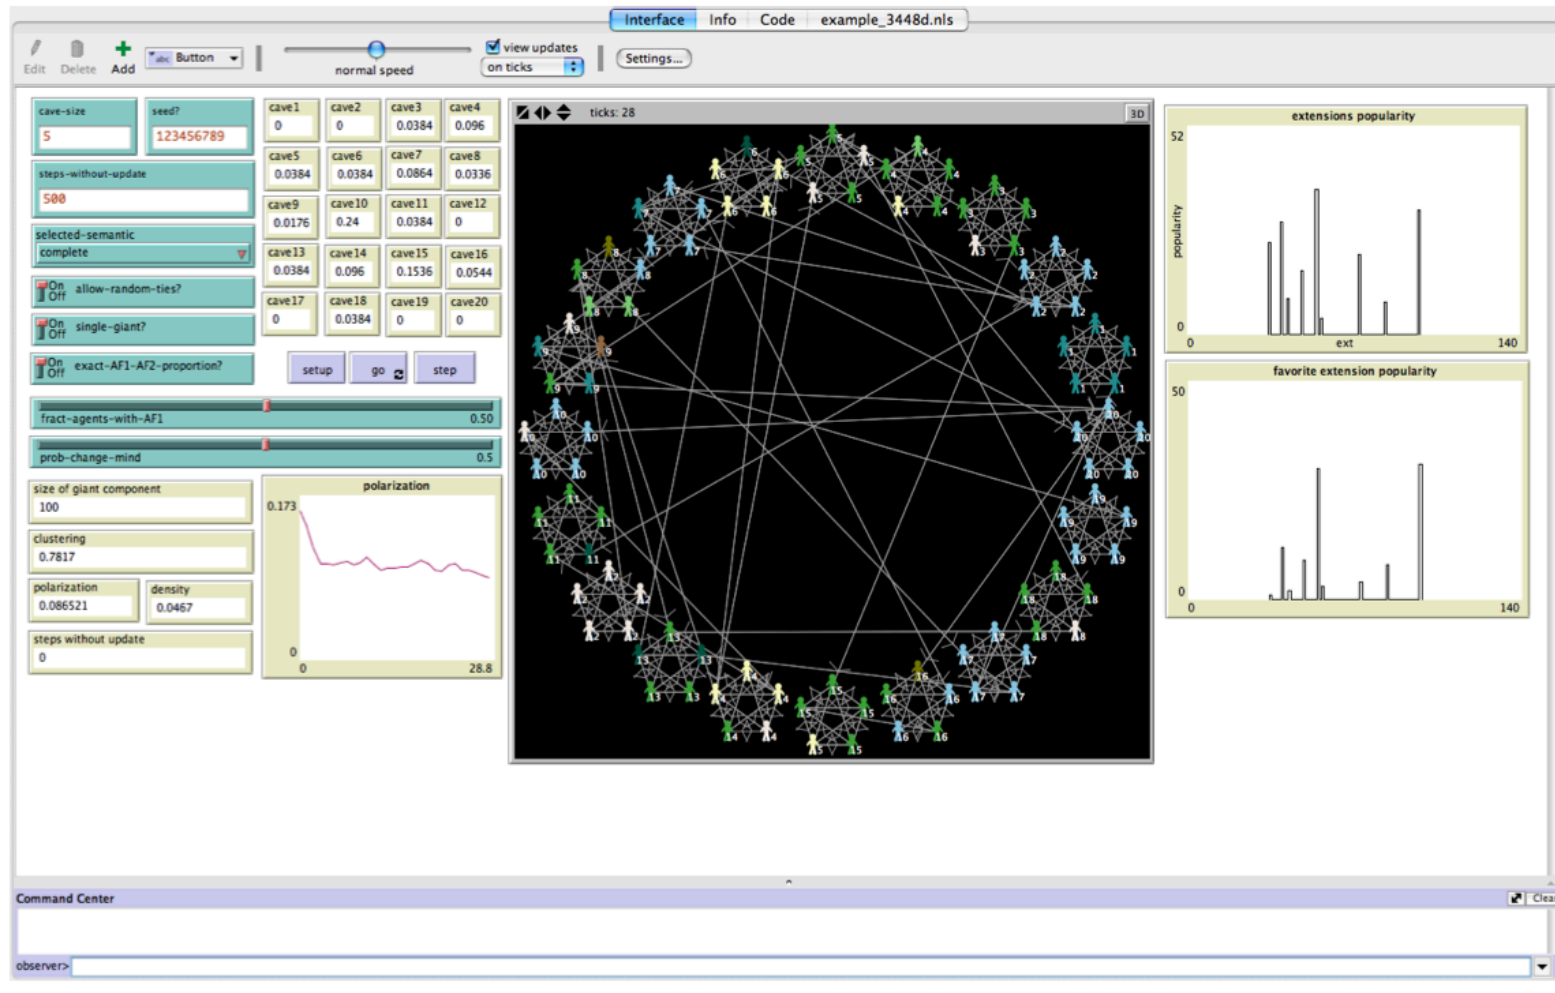 Interface Info Code example_3448d.nls
Edit Delete Add abc Button normal speed view updates
on ticks Settings...
cave-size
5
seed?
123456789
steps-without-update
500
selected-semantic
complete
On
Off allow-random-ties?
On
Off single-giant?
On
Off exact-AF1-AF2-proportion?
cave1 cave2 cave3 cave4
0 0 0.0384 0.096
cave5 cave6 cave7 cave8
0.0384 0.0384 0.0864 0.0336
cave9 cave10 cave11 cave12
0.0176 0.24 0.0384 0
cave13 cave14 cave15 cave16
0.0384 0.096 0.1536 0.0544
cave17 cave18 cave19 cave20
0 0.0384 0 0
setup go step
fract-agents-with-AF1 0.50
prob-change-mind 0.5
size of giant component
100
clustering
0.7817
polarization
0.086521
density
0.0467
steps without update
0
polarization
0.173
0
0 28.8
ticks: 28 3D
extensions popularity
52
popularity
0
0 ext 140
favorite extension popularity
50
0
0 140
Command Center
observer>